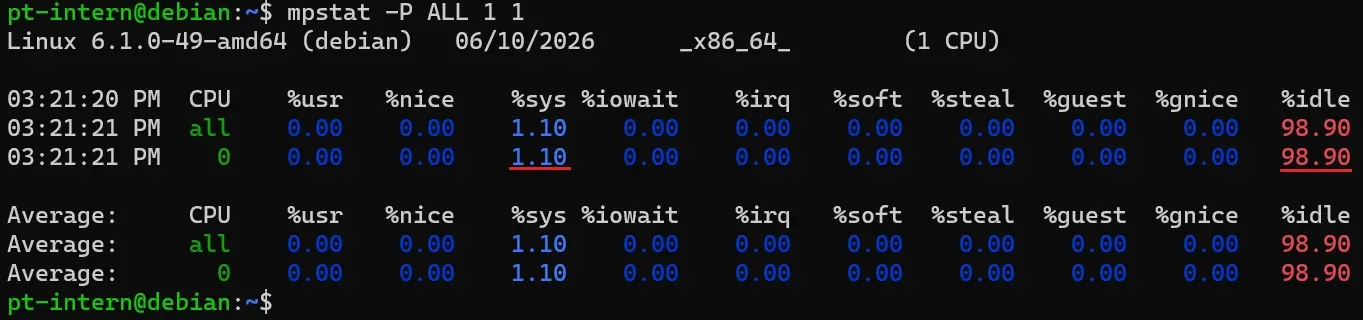 pt-intern@debian:~$ mpstat -P ALL 1 1
Linux 6.1.0-49-amd64 (debian)   06/10/2026      _x86_64_        (1 CPU)
03:21:20 PM  CPU    %usr   %nice    %sys %iowait    %irq   %soft  %steal  %guest  %gnice   %idle
03:21:21 PM  all    0.00    0.00    1.10    0.00    0.00    0.00    0.00    0.00    0.00   98.90
03:21:21 PM    0    0.00    0.00    1.10    0.00    0.00    0.00    0.00    0.00    0.00   98.90
Average:     CPU    %usr   %nice    %sys %iowait    %irq   %soft  %steal  %guest  %gnice   %idle
Average:     all    0.00    0.00    1.10    0.00    0.00    0.00    0.00    0.00    0.00   98.90
Average:       0    0.00    0.00    1.10    0.00    0.00    0.00    0.00    0.00    0.00   98.90
pt-intern@debian:~$